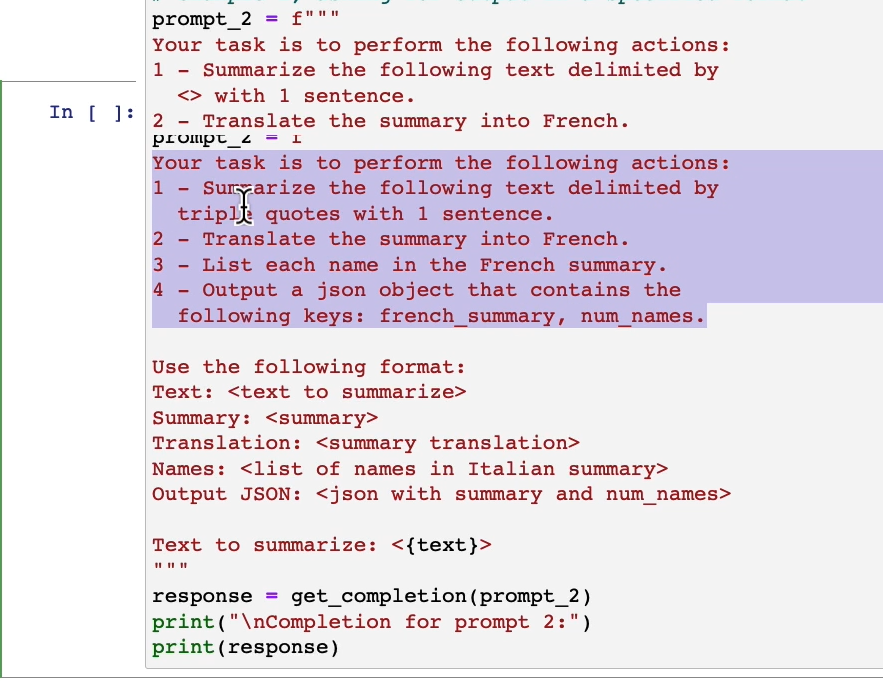 prompt_2 = f"""
Your task is to perform the following actions:
1 - Summarize the following text delimited by
<> with 1 sentence.
In [ ]:
2 - Translate the summary into French.
prompt_2 = f
Your task is to perform the following actions:
1 - Summarize the following text delimited by
triple quotes with 1 sentence.
2 - Translate the summary into French.
3 - List each name in the French summary.
4 - Output a json object that contains the
following keys: french_summary, num_names.
Use the following format:
Text: <text to summarize>
Summary: <summary>
Translation: <summary translation>
Names: <list of names in Italian summary>
Output JSON: <json with summary and num_names>
Text to summarize: <{text}>
"""
response = get_completion(prompt_2)
print("\nCompletion for prompt 2:")
print(response)